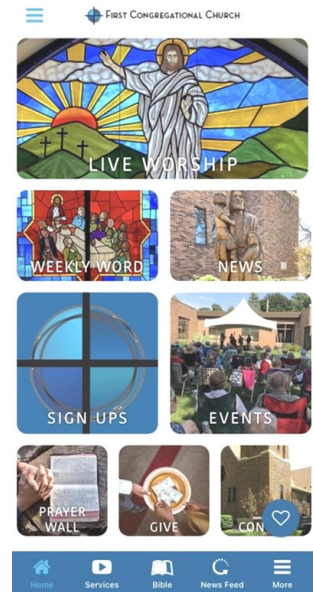 First Congregational Church
LIVE WORSHIP
WEEKLY WORD
NEWS
SIGN UPS
EVENTS
PRAYER
WALL
GIVE
CON
Home
Services
Bible
News Feed
More